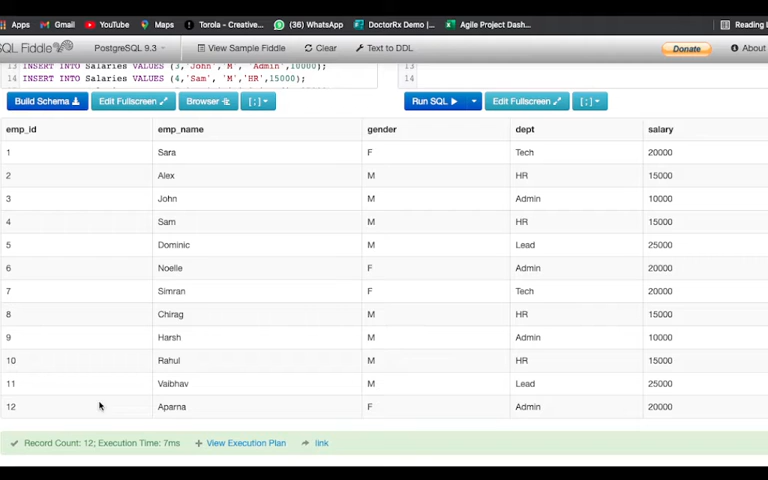 Apps Gmail YouTube Maps Torola - Creative... (36) WhatsApp DoctorRx Demo |... Agile Project Dash... Reading L
SQL Fiddle PostgreSQL 9.3 View Sample Fiddle Clear Text to DDL Donate About
13 INSERT INTO Salaries VALUES (3,'John','M', 'Admin',10000);
14 INSERT INTO Salaries VALUES (4,'Sam', 'M','HR',15000);
13
14
Build Schema Edit Fullscreen Browser [ ; ] Run SQL Edit Fullscreen [ ; ]
emp_id emp_name gender dept salary
1 Sara F Tech 20000
2 Alex M HR 15000
3 John M Admin 10000
4 Sam M HR 15000
5 Dominic M Lead 25000
6 Noelle F Admin 20000
7 Simran F Tech 20000
8 Chirag M HR 15000
9 Harsh M Admin 10000
10 Rahul M HR 15000
11 Vaibhav M Lead 25000
12 Aparna F Admin 20000
Record Count: 12; Execution Time: 7ms View Execution Plan link